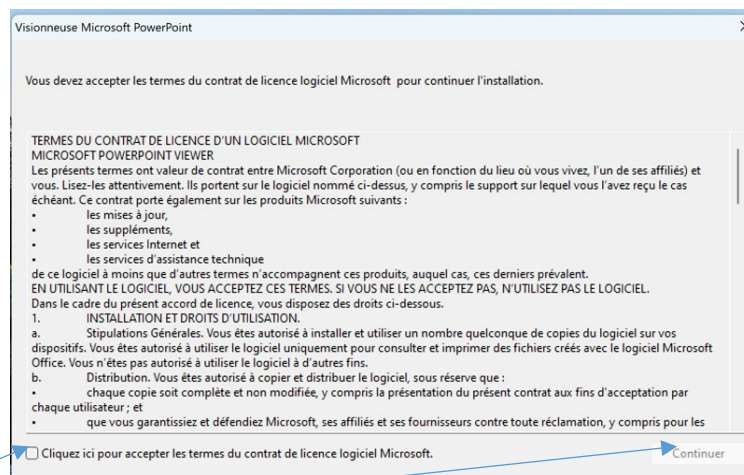 Visionneuse Microsoft PowerPoint
Vous devez accepter les termes du contrat de licence logiciel Microsoft pour continuer l'installation.
TERMES DU CONTRAT DE LICENCE D'UN LOGICIEL MICROSOFT
MICROSOFT POWERPOINT VIEWER
Les présents termes ont valeur de contrat entre Microsoft Corporation (ou en fonction du lieu où vous vivez, l'un de ses affiliés) et
vous. Lisez-les attentivement. Ils portent sur le logiciel nommé ci-dessus, y compris le support sur lequel vous l'avez reçu le cas
échéant. Ce contrat porte également sur les produits Microsoft suivants :
• les mises à jour,
• les suppléments,
• les services Internet et
• les services d'assistance technique
de ce logiciel à moins que d'autres termes n'accompagnent ces produits, auquel cas, ces derniers prévalent.
EN UTILISANT LE LOGICIEL, VOUS ACCEPTEZ CES TERMES. SI VOUS NE LES ACCEPTEZ PAS, N'UTILISEZ PAS LE LOGICIEL.
Dans le cadre du présent accord de licence, vous disposez des droits ci-dessous.
1. INSTALLATION ET DROITS D'UTILISATION.
a. Stipulations Générales. Vous êtes autorisé à installer et utiliser un nombre quelconque de copies du logiciel sur vos
dispositifs. Vous êtes autorisé à utiliser le logiciel uniquement pour consulter et imprimer des fichiers créés avec le logiciel Microsoft
Office. Vous n'êtes pas autorisé à utiliser le logiciel à d'autres fins.
b. Distribution. Vous êtes autorisé à copier et distribuer le logiciel, sous réserve que :
• chaque copie soit complète et non modifiée, y compris la présentation du présent contrat aux fins d'acceptation par
chaque utilisateur ; et
• que vous garantissiez et défendiez Microsoft, ses affiliés et ses fournisseurs contre toute réclamation, y compris pour les
Cliquez ici pour accepter les termes du contrat de licence logiciel Microsoft.
Continuer